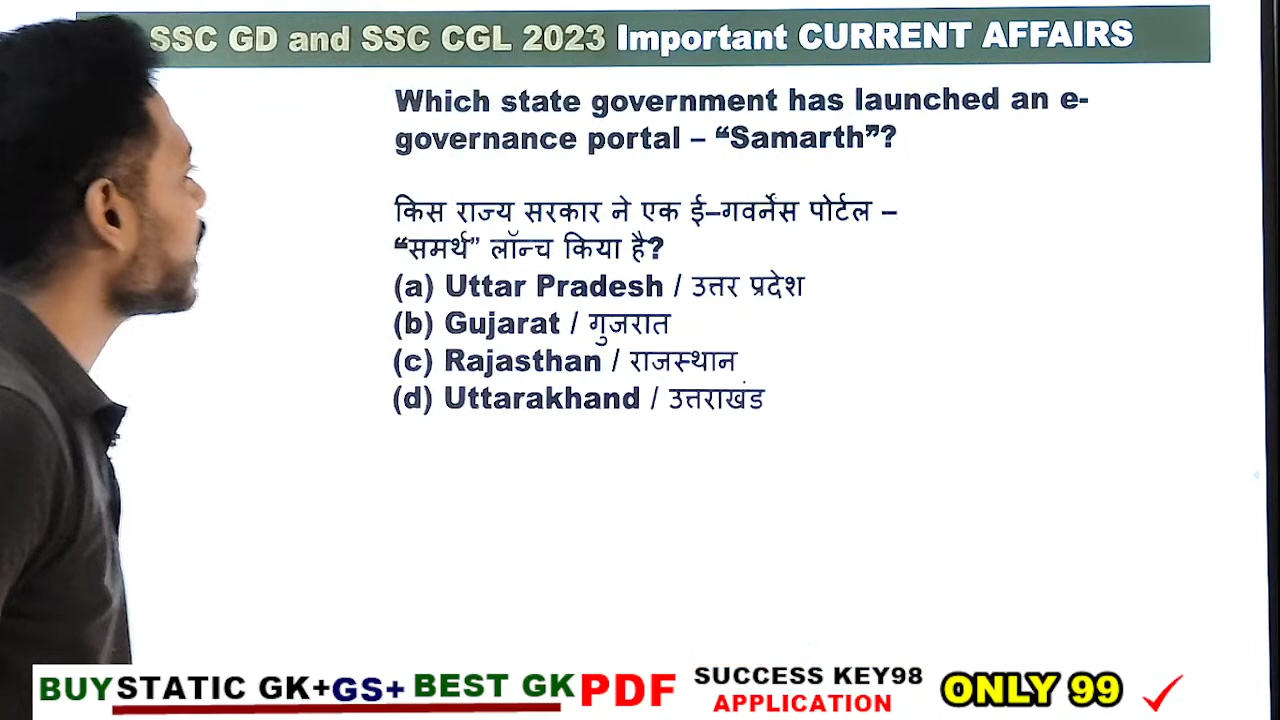 SSC GD and SSC CGL 2023 Important CURRENT AFFAIRS
Which state government has launched an e-
governance portal – “Samarth”?
किस राज्य सरकार ने एक ई–गवर्नेंस पोर्टल –
“समर्थ” लॉन्च किया है?
(a) Uttar Pradesh / उत्तर प्रदेश
(b) Gujarat / गुजरात
(c) Rajasthan / राजस्थान
(d) Uttarakhand / उत्तराखंड
BUY STATIC GK+GS+ BEST GK PDF SUCCESS KEY98 ONLY 99
APPLICATION